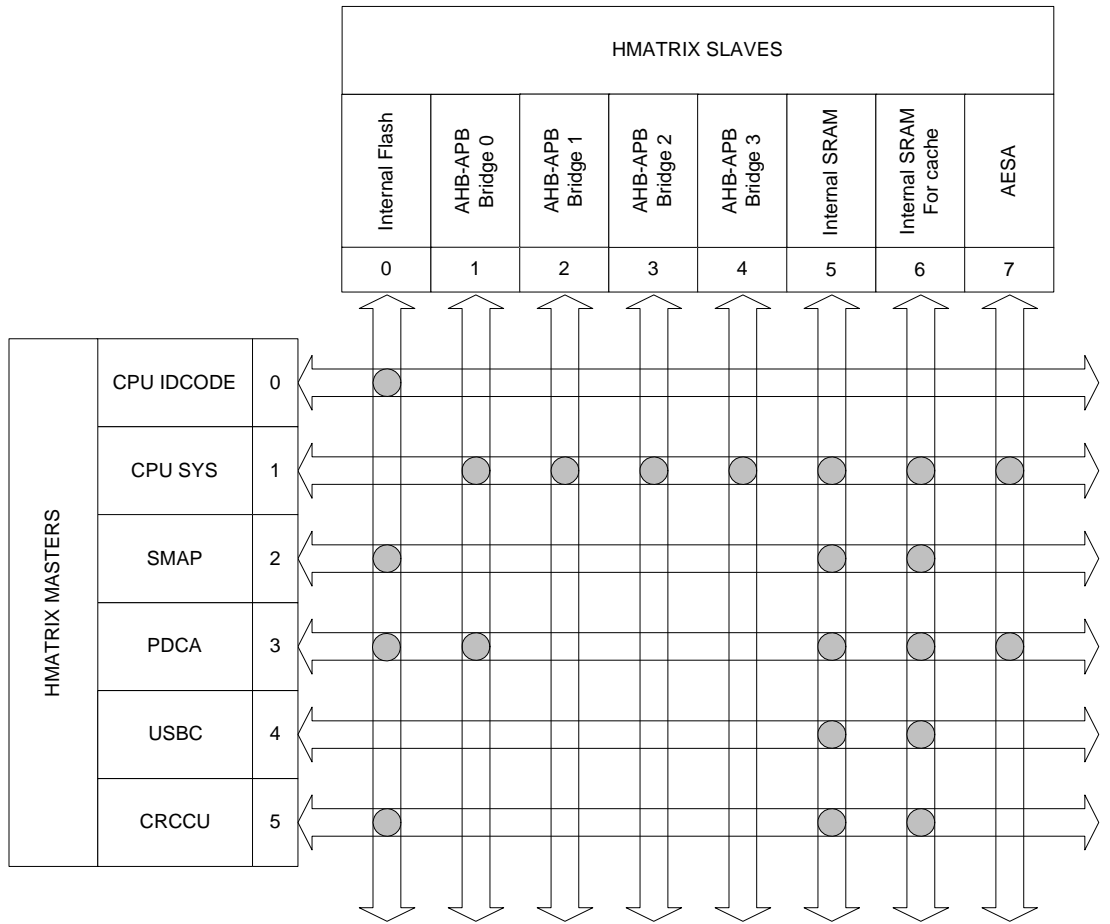 HMATRIX SLAVES
Internal Flash
AHB-APB
Bridge 0
AHB-APB
Bridge 1
AHB-APB
Bridge 2
AHB-APB
Bridge 3
Internal SRAM
Internal SRAM
For cache
AESA
0 1 2 3 4 5 6 7
HMATRIX MASTERS
CPU IDCODE 0
CPU SYS 1
SMAP 2
PDCA 3
USBC 4
CRCCU 5